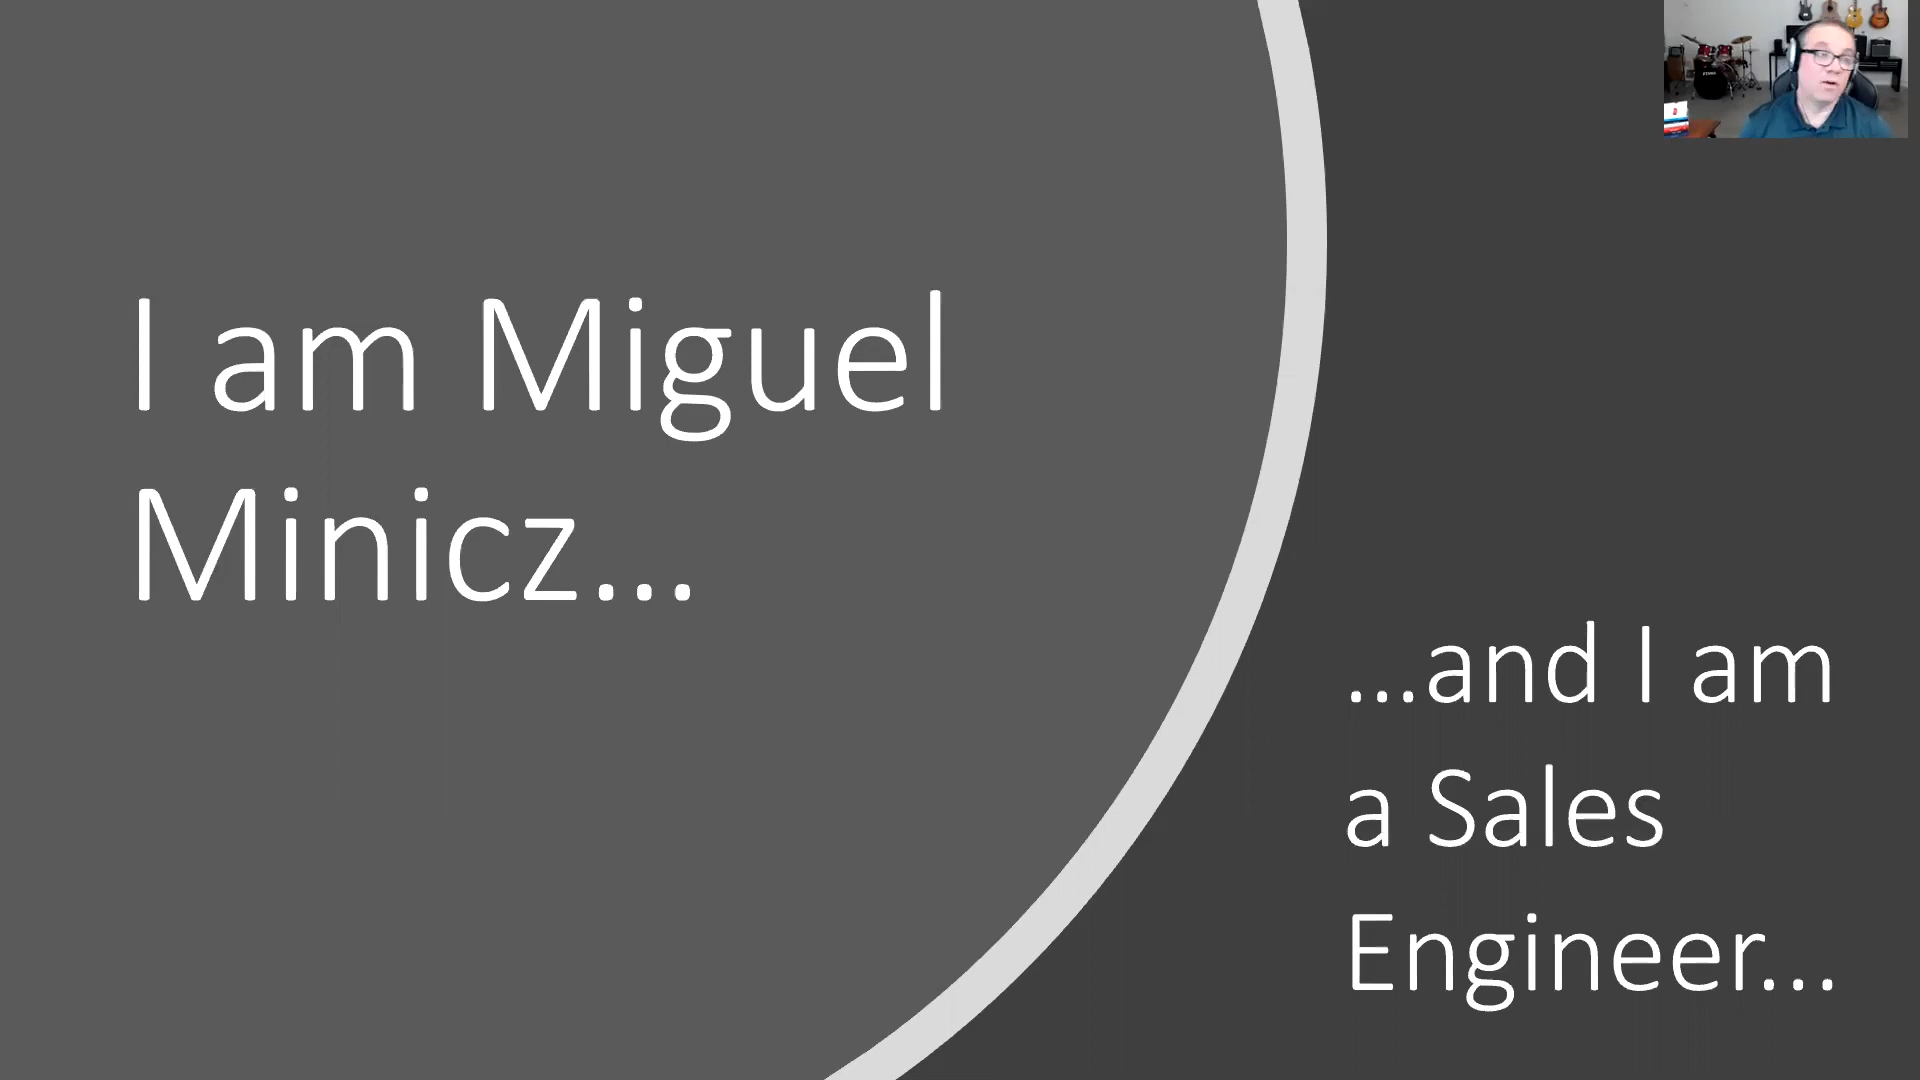 I am Miguel
Minicz...
...and I am
a Sales
Engineer...